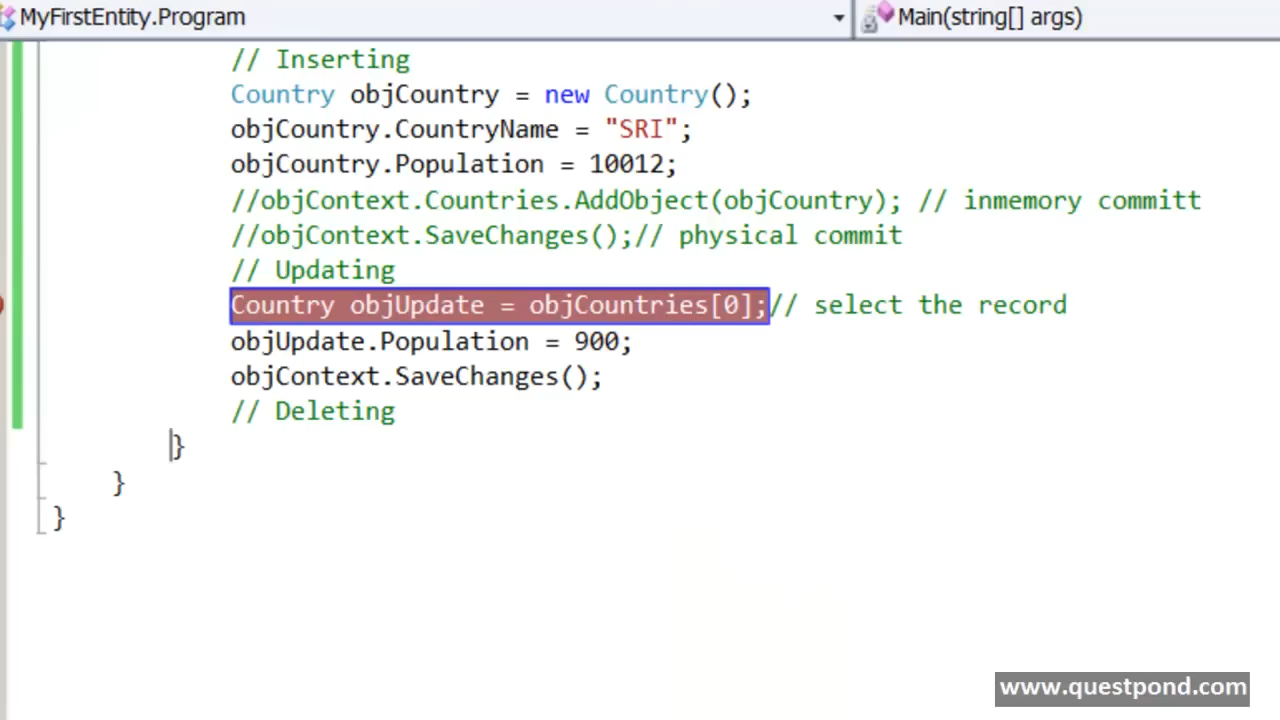 MyFirstEntity.Program
Main(string[] args)
// Inserting
Country objCountry = new Country();
objCountry.CountryName = "SRI";
objCountry.Population = 10012;
//objContext.Countries.AddObject(objCountry); // inmemory committ
//objContext.SaveChanges();// physical commit
// Updating
Country objUpdate = objCountries[0];// select the record
objUpdate.Population = 900;
objContext.SaveChanges();
// Deleting
}
}
}
www.questpond.com